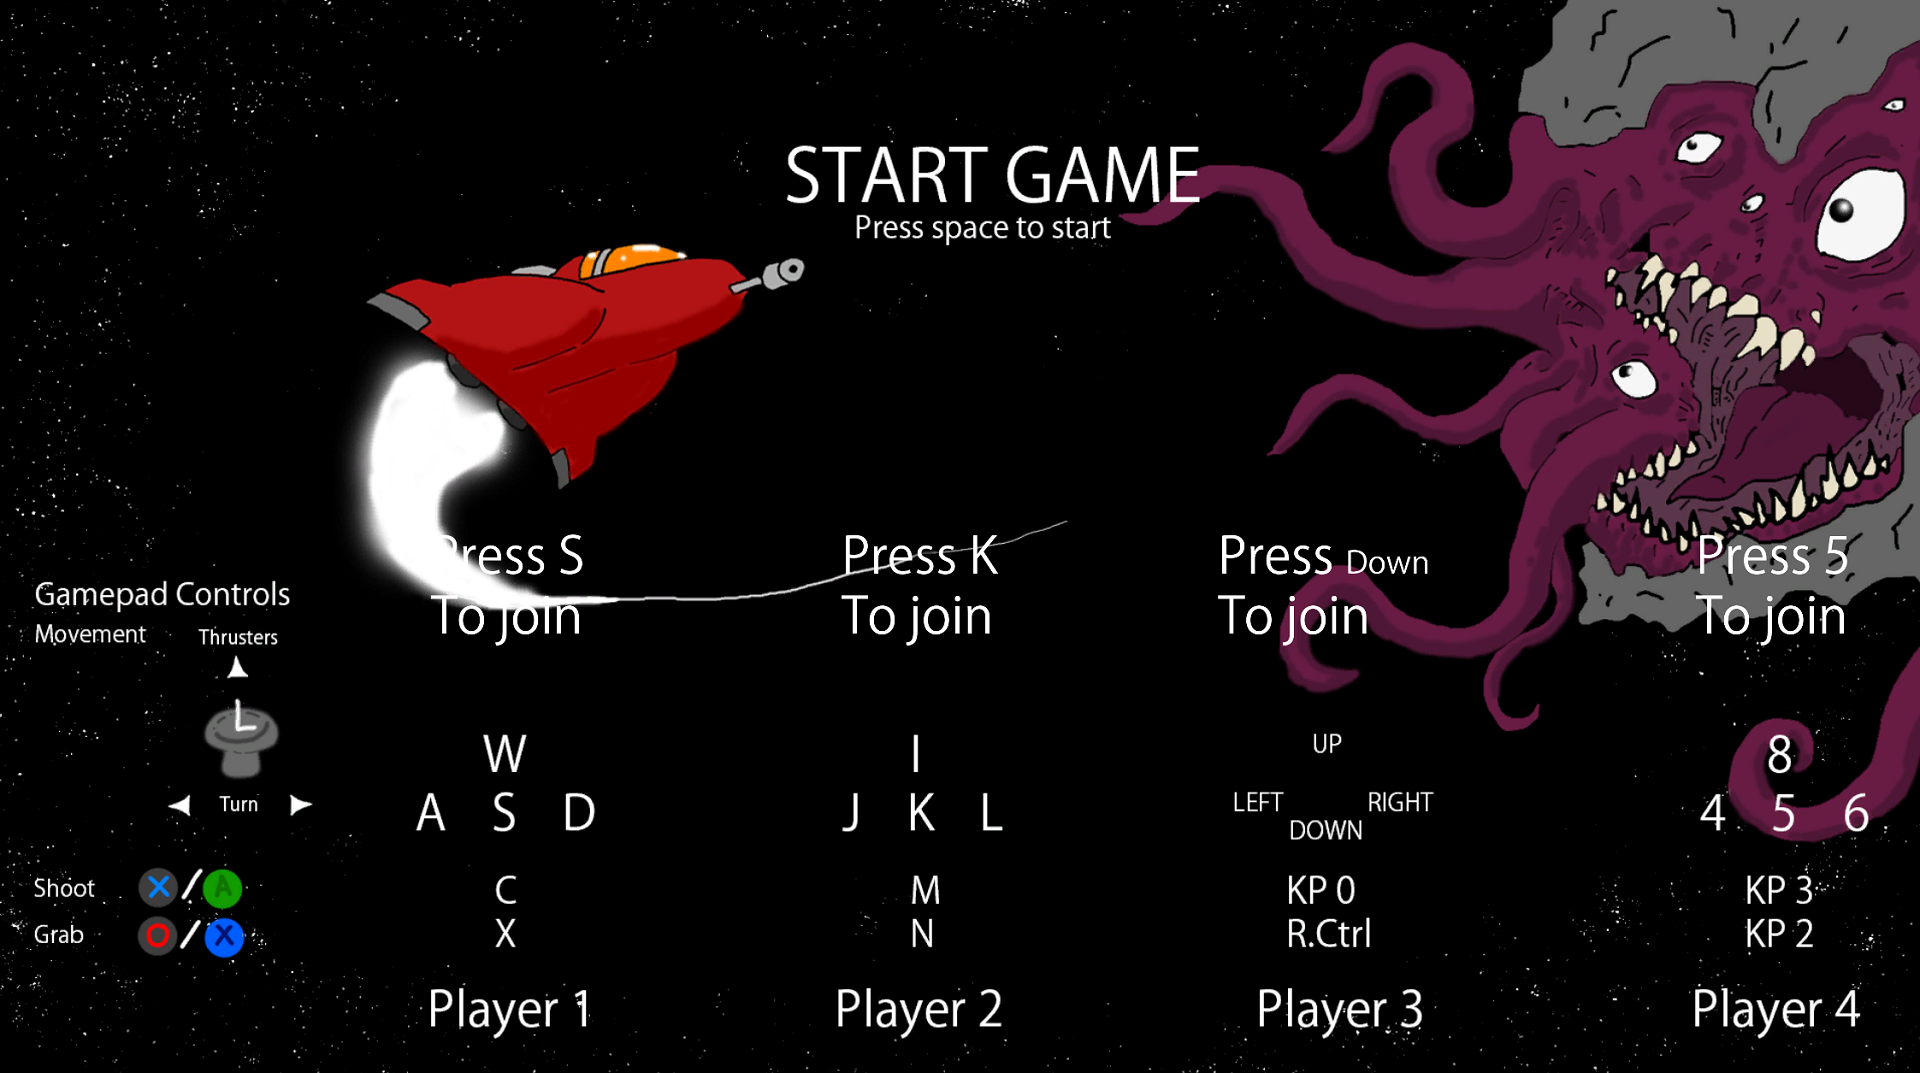 START GAME
Press space to start
Press S
To join
Press K
To join
Press Down
To join
Press 5
To join
Gamepad Controls
Movement
Thrusters
L
Turn
Shoot X / A
Grab O / X
W
A S D
C
X
Player 1
I
J K L
M
N
Player 2
UP
LEFT RIGHT
DOWN
KP 0
R.Ctrl
Player 3
8
4 5 6
KP 3
KP 2
Player 4